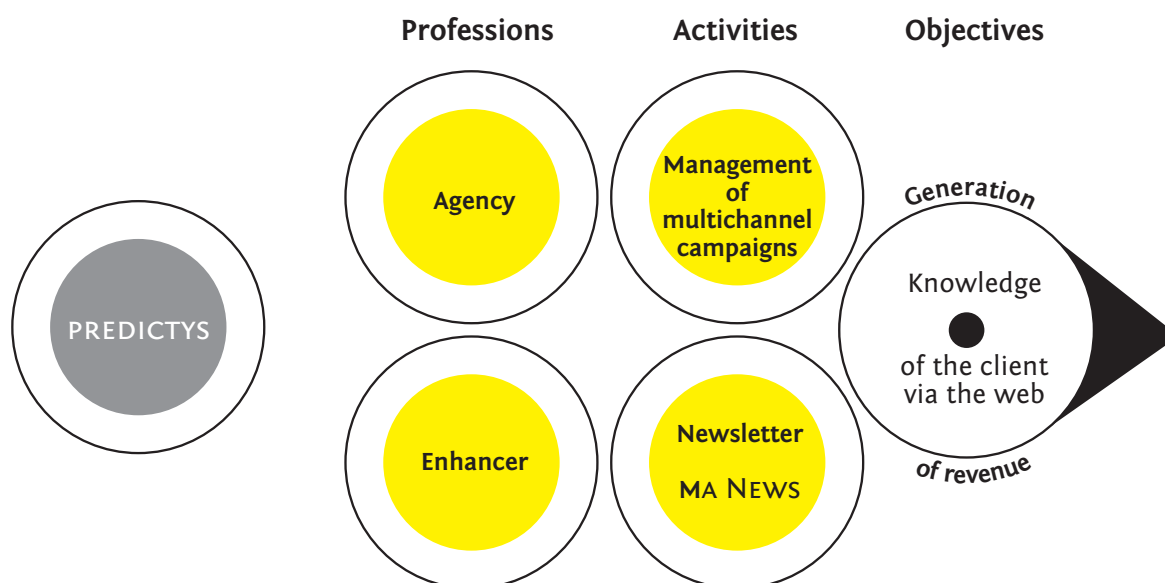 Professions
Activities
Objectives
PREDICTYS
Agency
Management
of
multichannel
campaigns
Enhancer
Newsletter
MA NEWS
Generation
Knowledge
of the client
via the web
of revenue